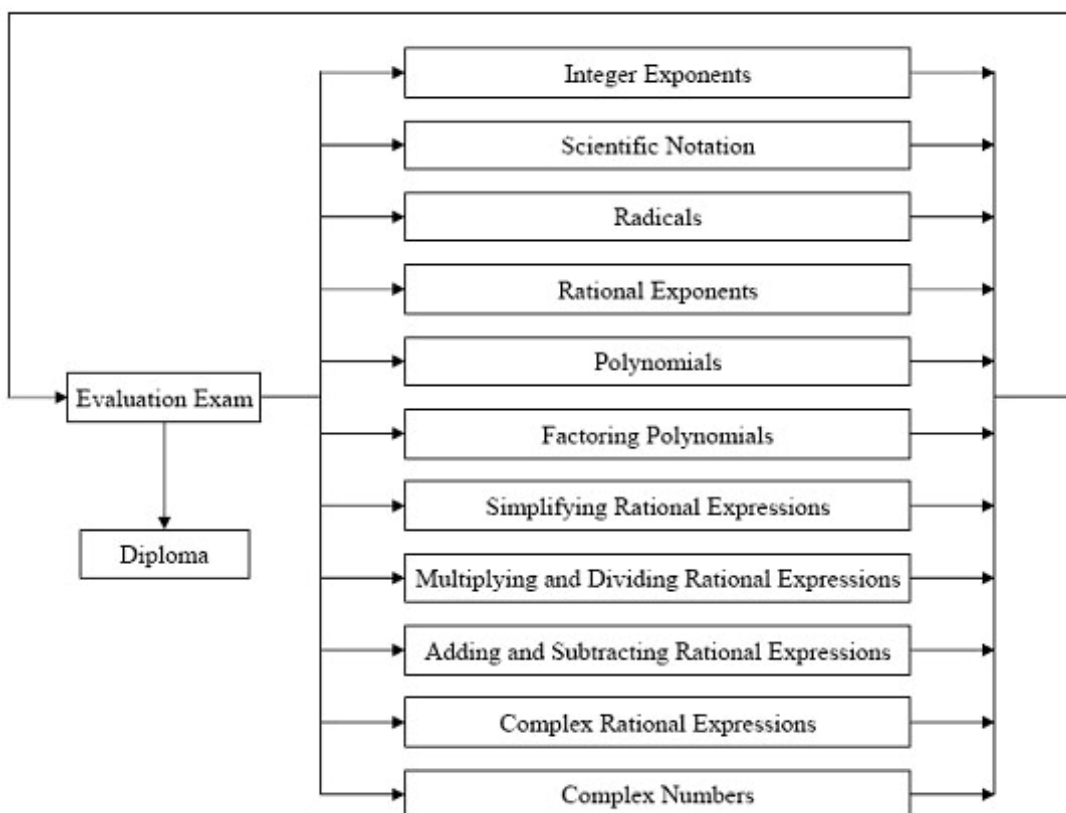 Integer Exponents
Scientific Notation
Radicals
Rational Exponents
Polynomials
Evaluation Exam
Factoring Polynomials
Simplifying Rational Expressions
Diploma
Multiplying and Dividing Rational Expressions
Adding and Subtracting Rational Expressions
Complex Rational Expressions
Complex Numbers